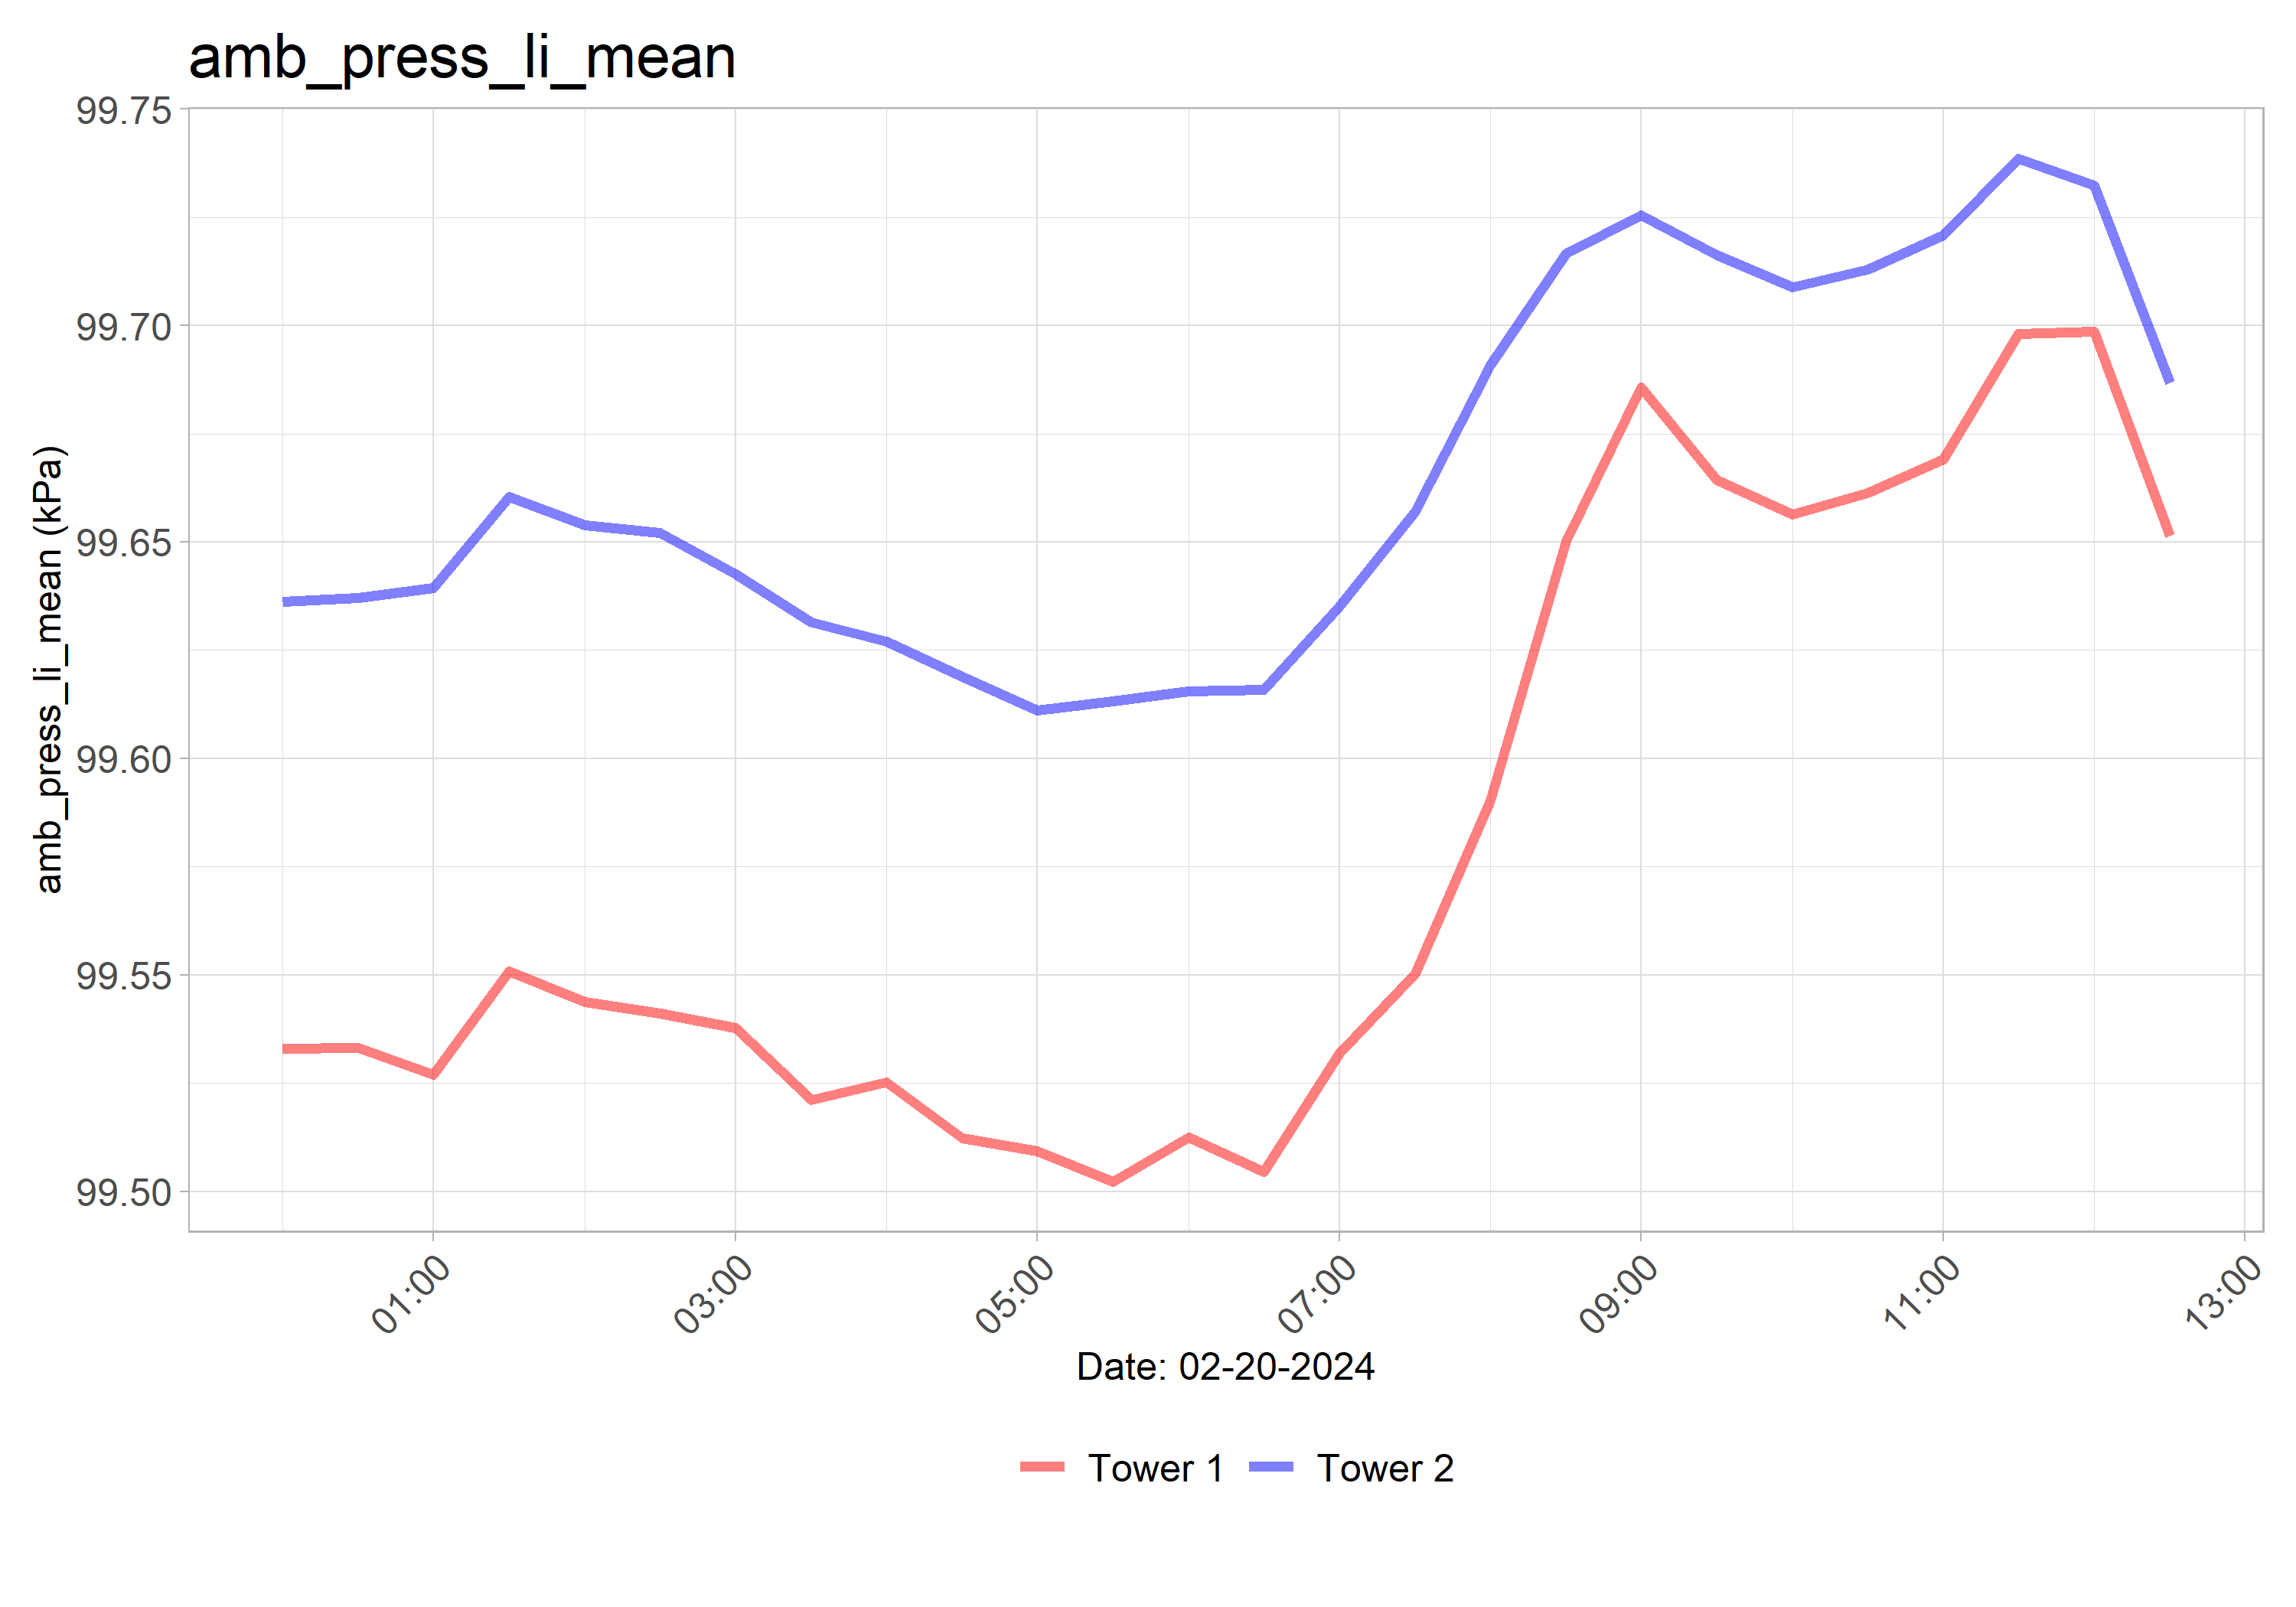 amb_press_li_mean
amb_press_li_mean (kPa)
99.75
99.70
99.65
99.60
99.55
99.50
01:00
03:00
05:00
07:00
09:00
11:00
13:00
Date: 02-20-2024
Tower 1
Tower 2